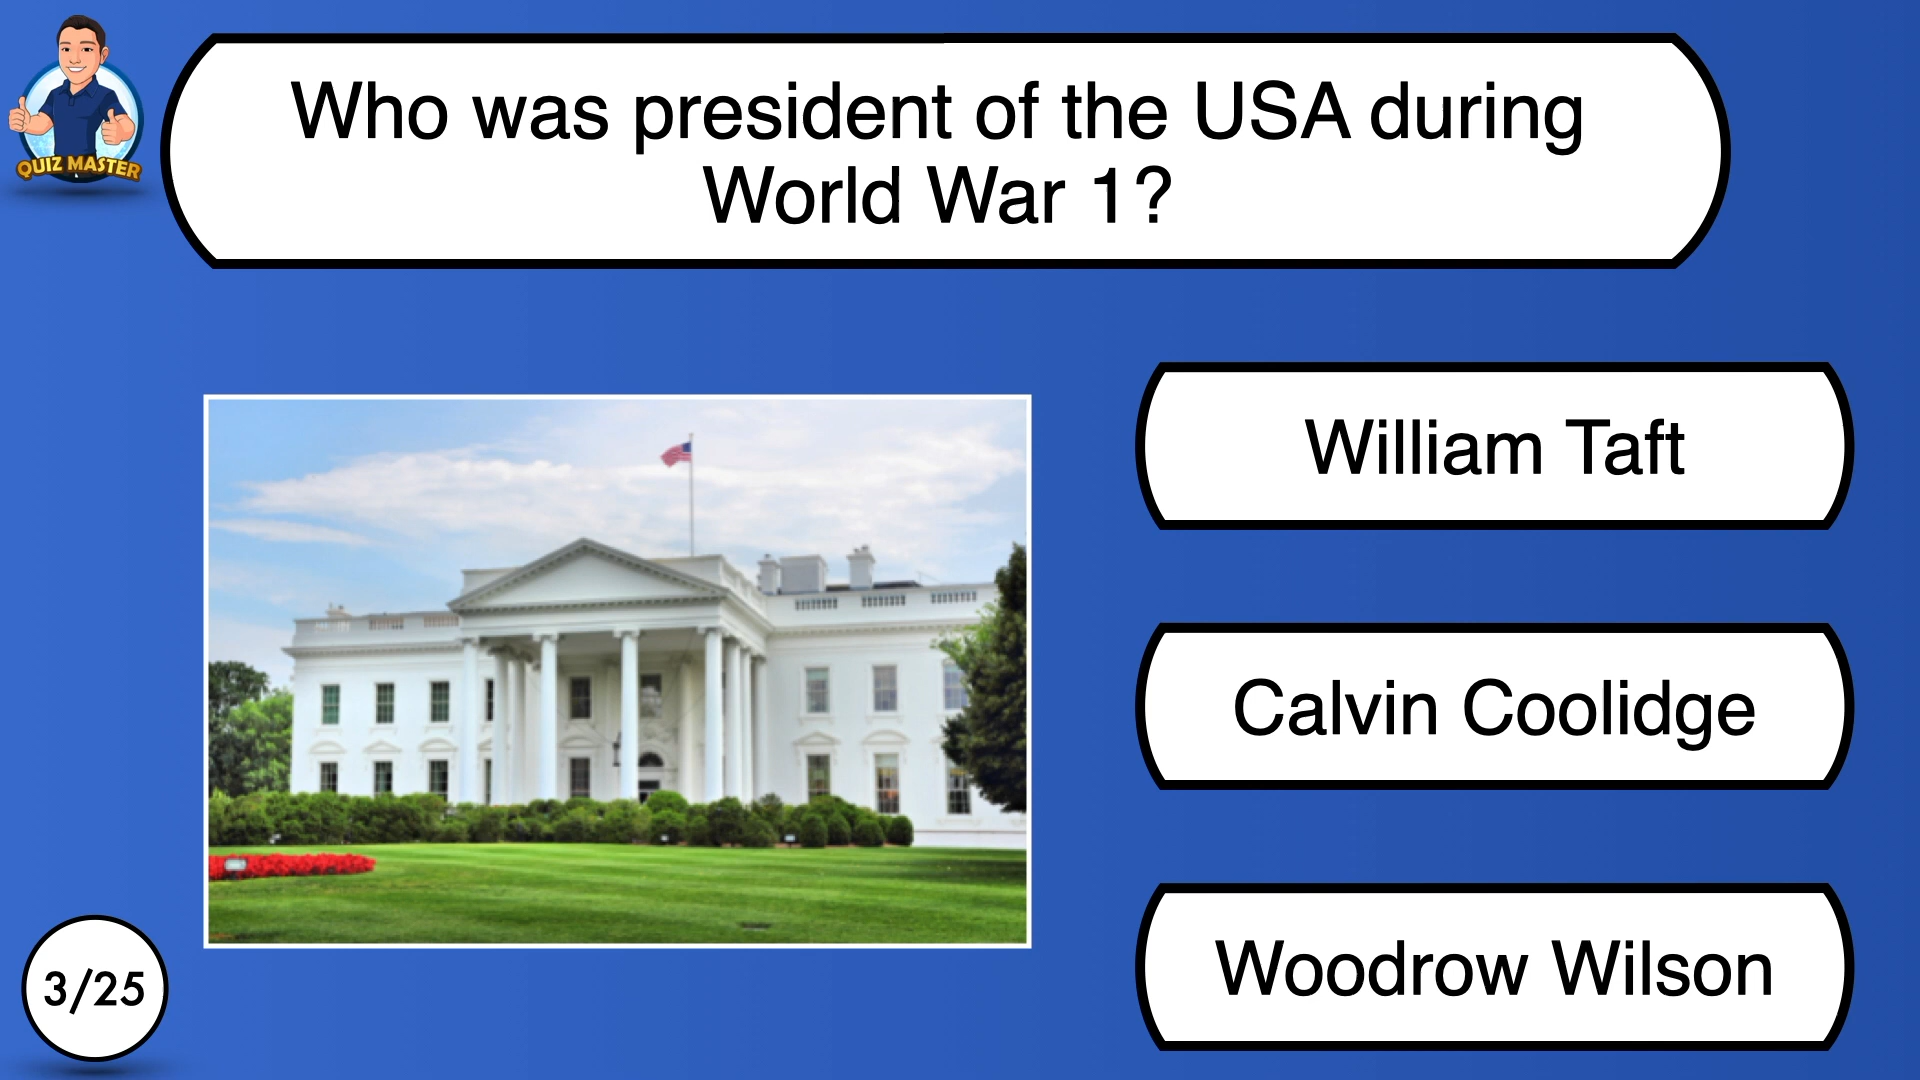 QUIZ MASTER
Who was president of the USA during
World War 1?
William Taft
Calvin Coolidge
Woodrow Wilson
3/25